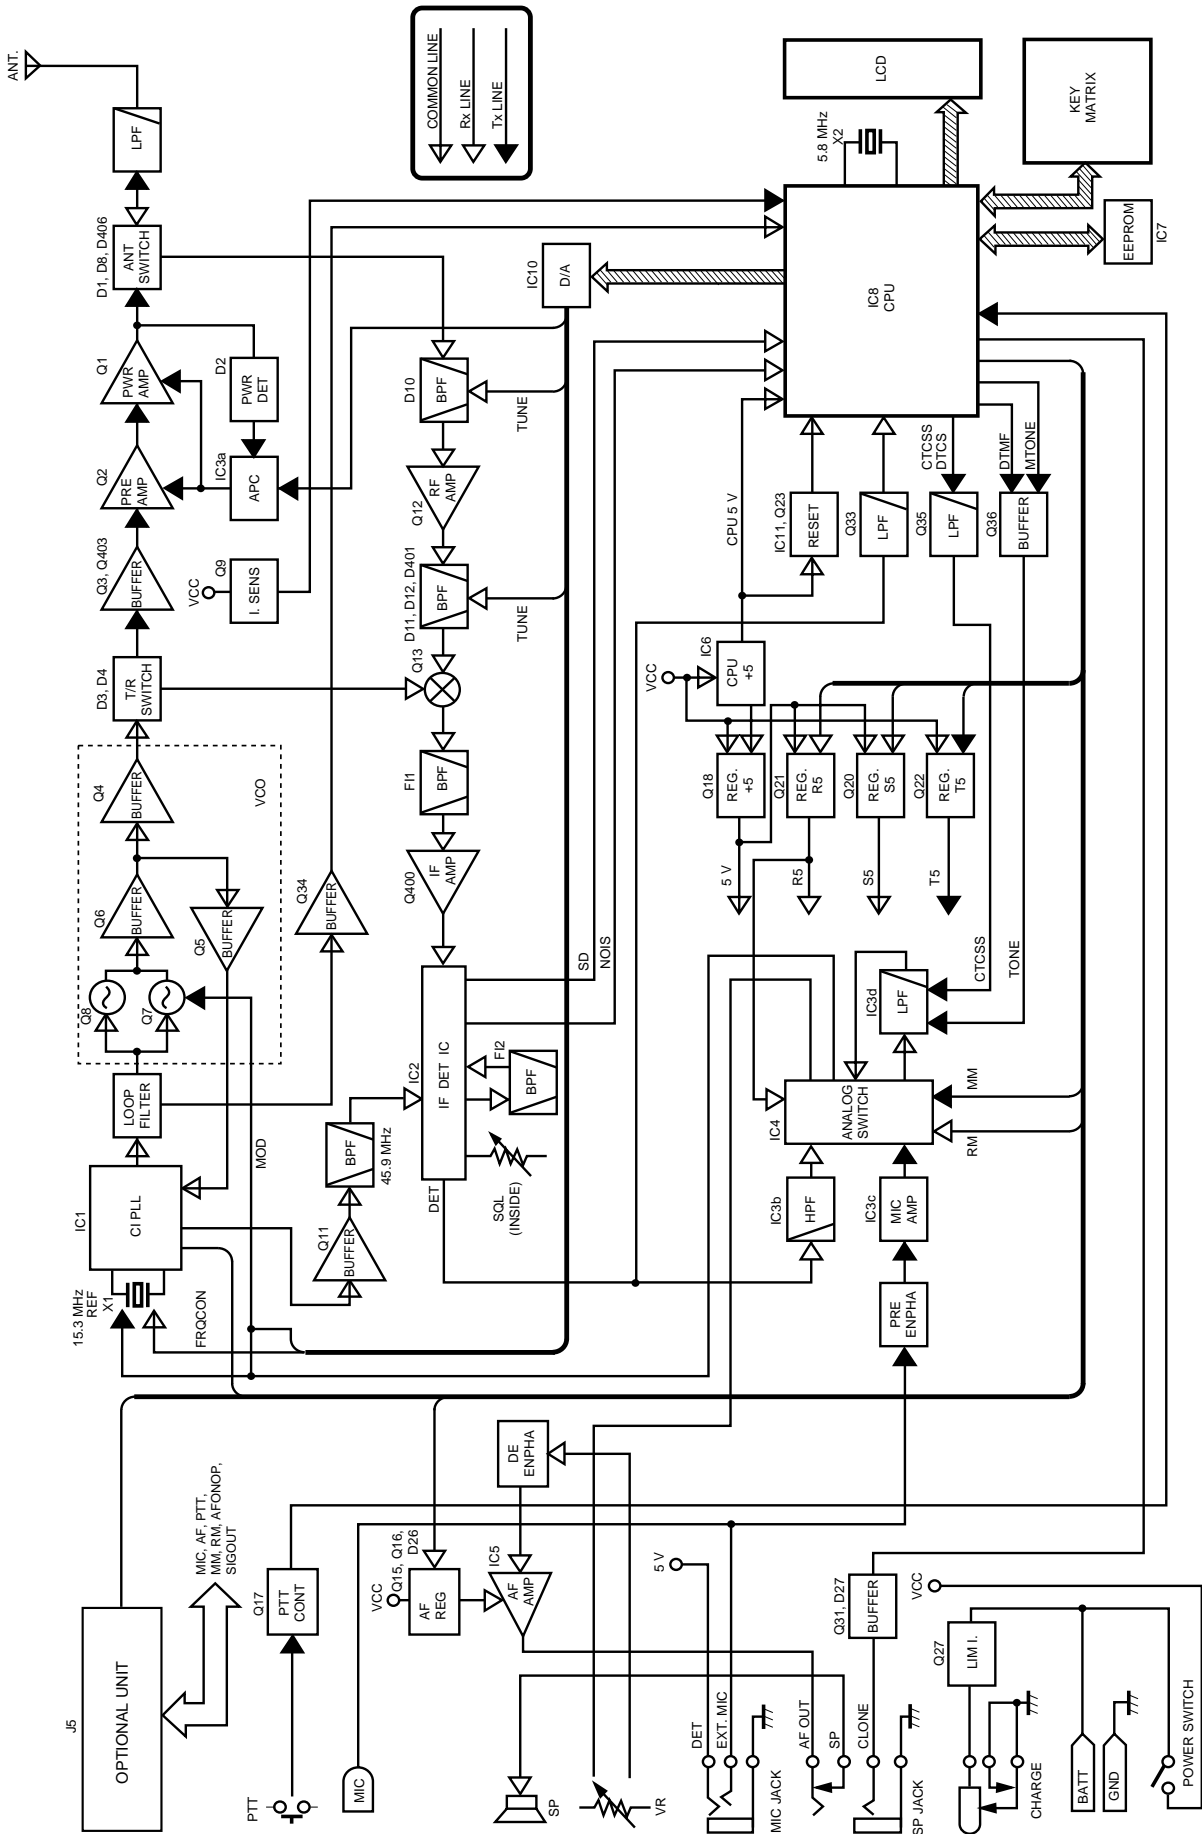 ANT.
LPF
D1, D8, D406
ANT
SWITCH
Q1
PWR
AMP
D2
PWR
DET
Q2
PRE
AMP
IC3a
APC
Q3, Q403
BUFFER
VCC
Q9
I. SENS
D3, D4
T/R
SWITCH
Q4
BUFFER
VCO
Q6
BUFFER
Q5
BUFFER
Q8
Q7
LOOP
FILTER
MOD
IC1
CI PLL
15.3 MHz
REF
X1
FRQCON
Q34
BUFFER
COMMON LINE
Rx LINE
Tx LINE
IC10
D/A
D10
BPF
TUNE
Q12
RF
AMP
D11, D12, D401
BPF
TUNE
Q13
FI1
BPF
Q400
IF
AMP
SD
NOIS
IC2
IF DET IC
FI2
BPF
DET
SQL
(INSIDE)
BPF
45.9 MHz
Q11
BUFFER
LCD
5.8 MHz
X2
KEY
MATRIX
EEPROM
IC7
IC8
CPU
CPU 5 V
IC11, Q23
RESET
Q33
LPF
CTCSS
DTCS
Q35
LPF
DTMF
MTONE
Q36
BUFFER
VCC
IC6
CPU
+5
Q18
REG.
+5
Q21
REG.
R5
Q20
REG.
S5
Q22
REG.
T5
5 V
R5
S5
T5
CTCSS
TONE
IC3d
LPF
IC4
ANALOG
SWITCH
MM
RM
IC3b
HPF
IC3c
MIC
AMP
PRE
ENPHA
J5
OPTIONAL UNIT
MIC, AF, PTT,
MM, RM, AFONOP,
SIGOUT
Q17
PTT
CONT
PTT
MIC
VCC
Q15, Q16,
D26
AF
REG
DE
ENPHA
IC5
AF
AMP
SP
VR
5 V
DET
EXT. MIC
MIC JACK
AF OUT
SP
CLONE
SP JACK
Q31, D27
BUFFER
VCC
Q27
LIM I.
CHARGE
BATT
GND
POWER SWITCH